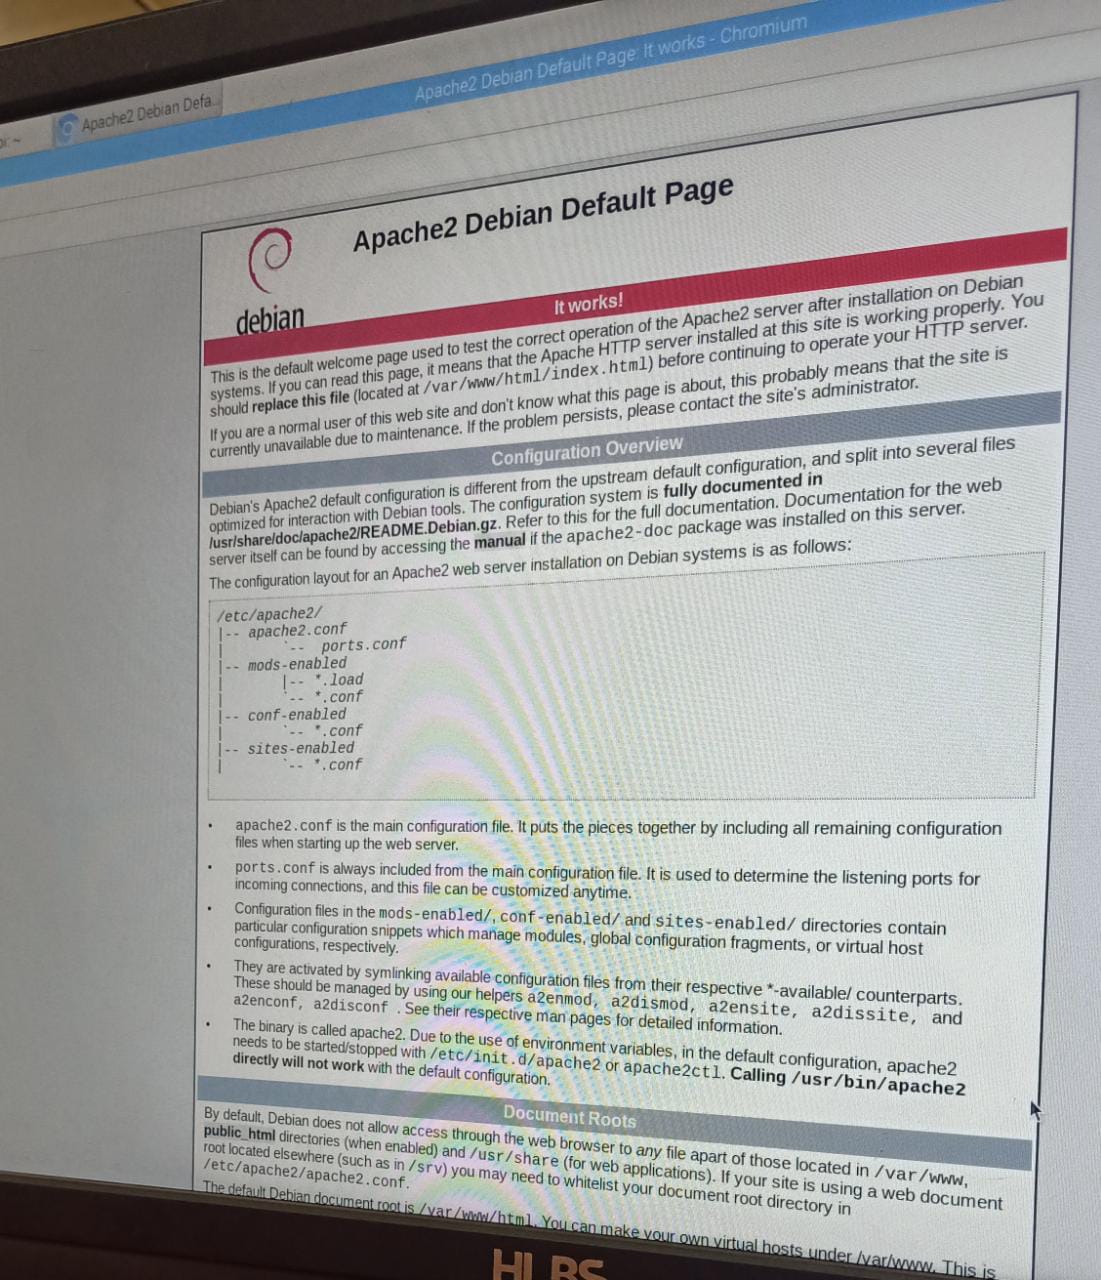 Apache2 Debian Default Page: It works - Chromium
Apache2 Debian Defa...
debian
Apache2 Debian Default Page
It works!
This is the default welcome page used to test the correct operation of the Apache2 server after installation on Debian
systems. If you can read this page, it means that the Apache HTTP server installed at this site is working properly. You
should replace this file (located at /var/www/html/index.html) before continuing to operate your HTTP server.
If you are a normal user of this web site and don't know what this page is about, this probably means that the site is
currently unavailable due to maintenance. If the problem persists, please contact the site's administrator.
Configuration Overview
Debian's Apache2 default configuration is different from the upstream default configuration, and split into several files
optimized for interaction with Debian tools. The configuration system is fully documented in
/usr/share/doc/apache2/README.Debian.gz. Refer to this for the full documentation. Documentation for the web
server itself can be found by accessing the manual if the apache2-doc package was installed on this server.
The configuration layout for an Apache2 web server installation on Debian systems is as follows:
/etc/apache2/
|-- apache2.conf
|       `--  ports.conf
|-- mods-enabled
|       |-- *.load
|       `-- *.conf
|-- conf-enabled
|       `-- *.conf
|-- sites-enabled
|       `-- *.conf
• apache2.conf is the main configuration file. It puts the pieces together by including all remaining configuration
files when starting up the web server.
• ports.conf is always included from the main configuration file. It is used to determine the listening ports for
incoming connections, and this file can be customized anytime.
• Configuration files in the mods-enabled/, conf-enabled/ and sites-enabled/ directories contain
particular configuration snippets which manage modules, global configuration fragments, or virtual host
configurations, respectively.
• They are activated by symlinking available configuration files from their respective *-available/ counterparts.
These should be managed by using our helpers a2enmod, a2dismod, a2ensite, a2dissite, and
a2enconf, a2disconf . See their respective man pages for detailed information.
• The binary is called apache2. Due to the use of environment variables, in the default configuration, apache2
needs to be started/stopped with /etc/init.d/apache2 or apache2ctl. Calling /usr/bin/apache2
directly will not work with the default configuration.
Document Roots
By default, Debian does not allow access through the web browser to any file apart of those located in /var/www,
public_html directories (when enabled) and /usr/share (for web applications). If your site is using a web document
root located elsewhere (such as in /srv) you may need to whitelist your document root directory in
/etc/apache2/apache2.conf.
The default Debian document root is /var/www/html. You can make your own virtual hosts under /var/www. This is